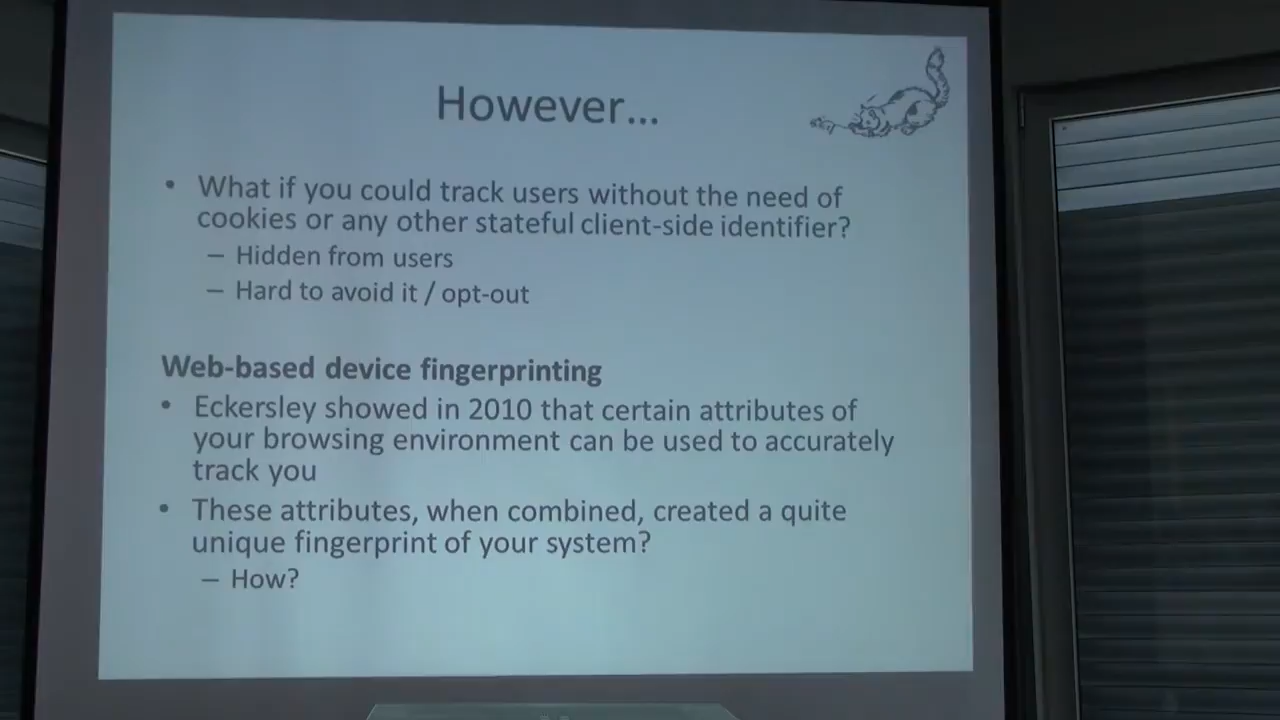 However...
• What if you could track users without the need of
cookies or any other stateful client-side identifier?
– Hidden from users
– Hard to avoid it / opt-out
Web-based device fingerprinting
• Eckersley showed in 2010 that certain attributes of
your browsing environment can be used to accurately
track you
• These attributes, when combined, created a quite
unique fingerprint of your system?
– How?